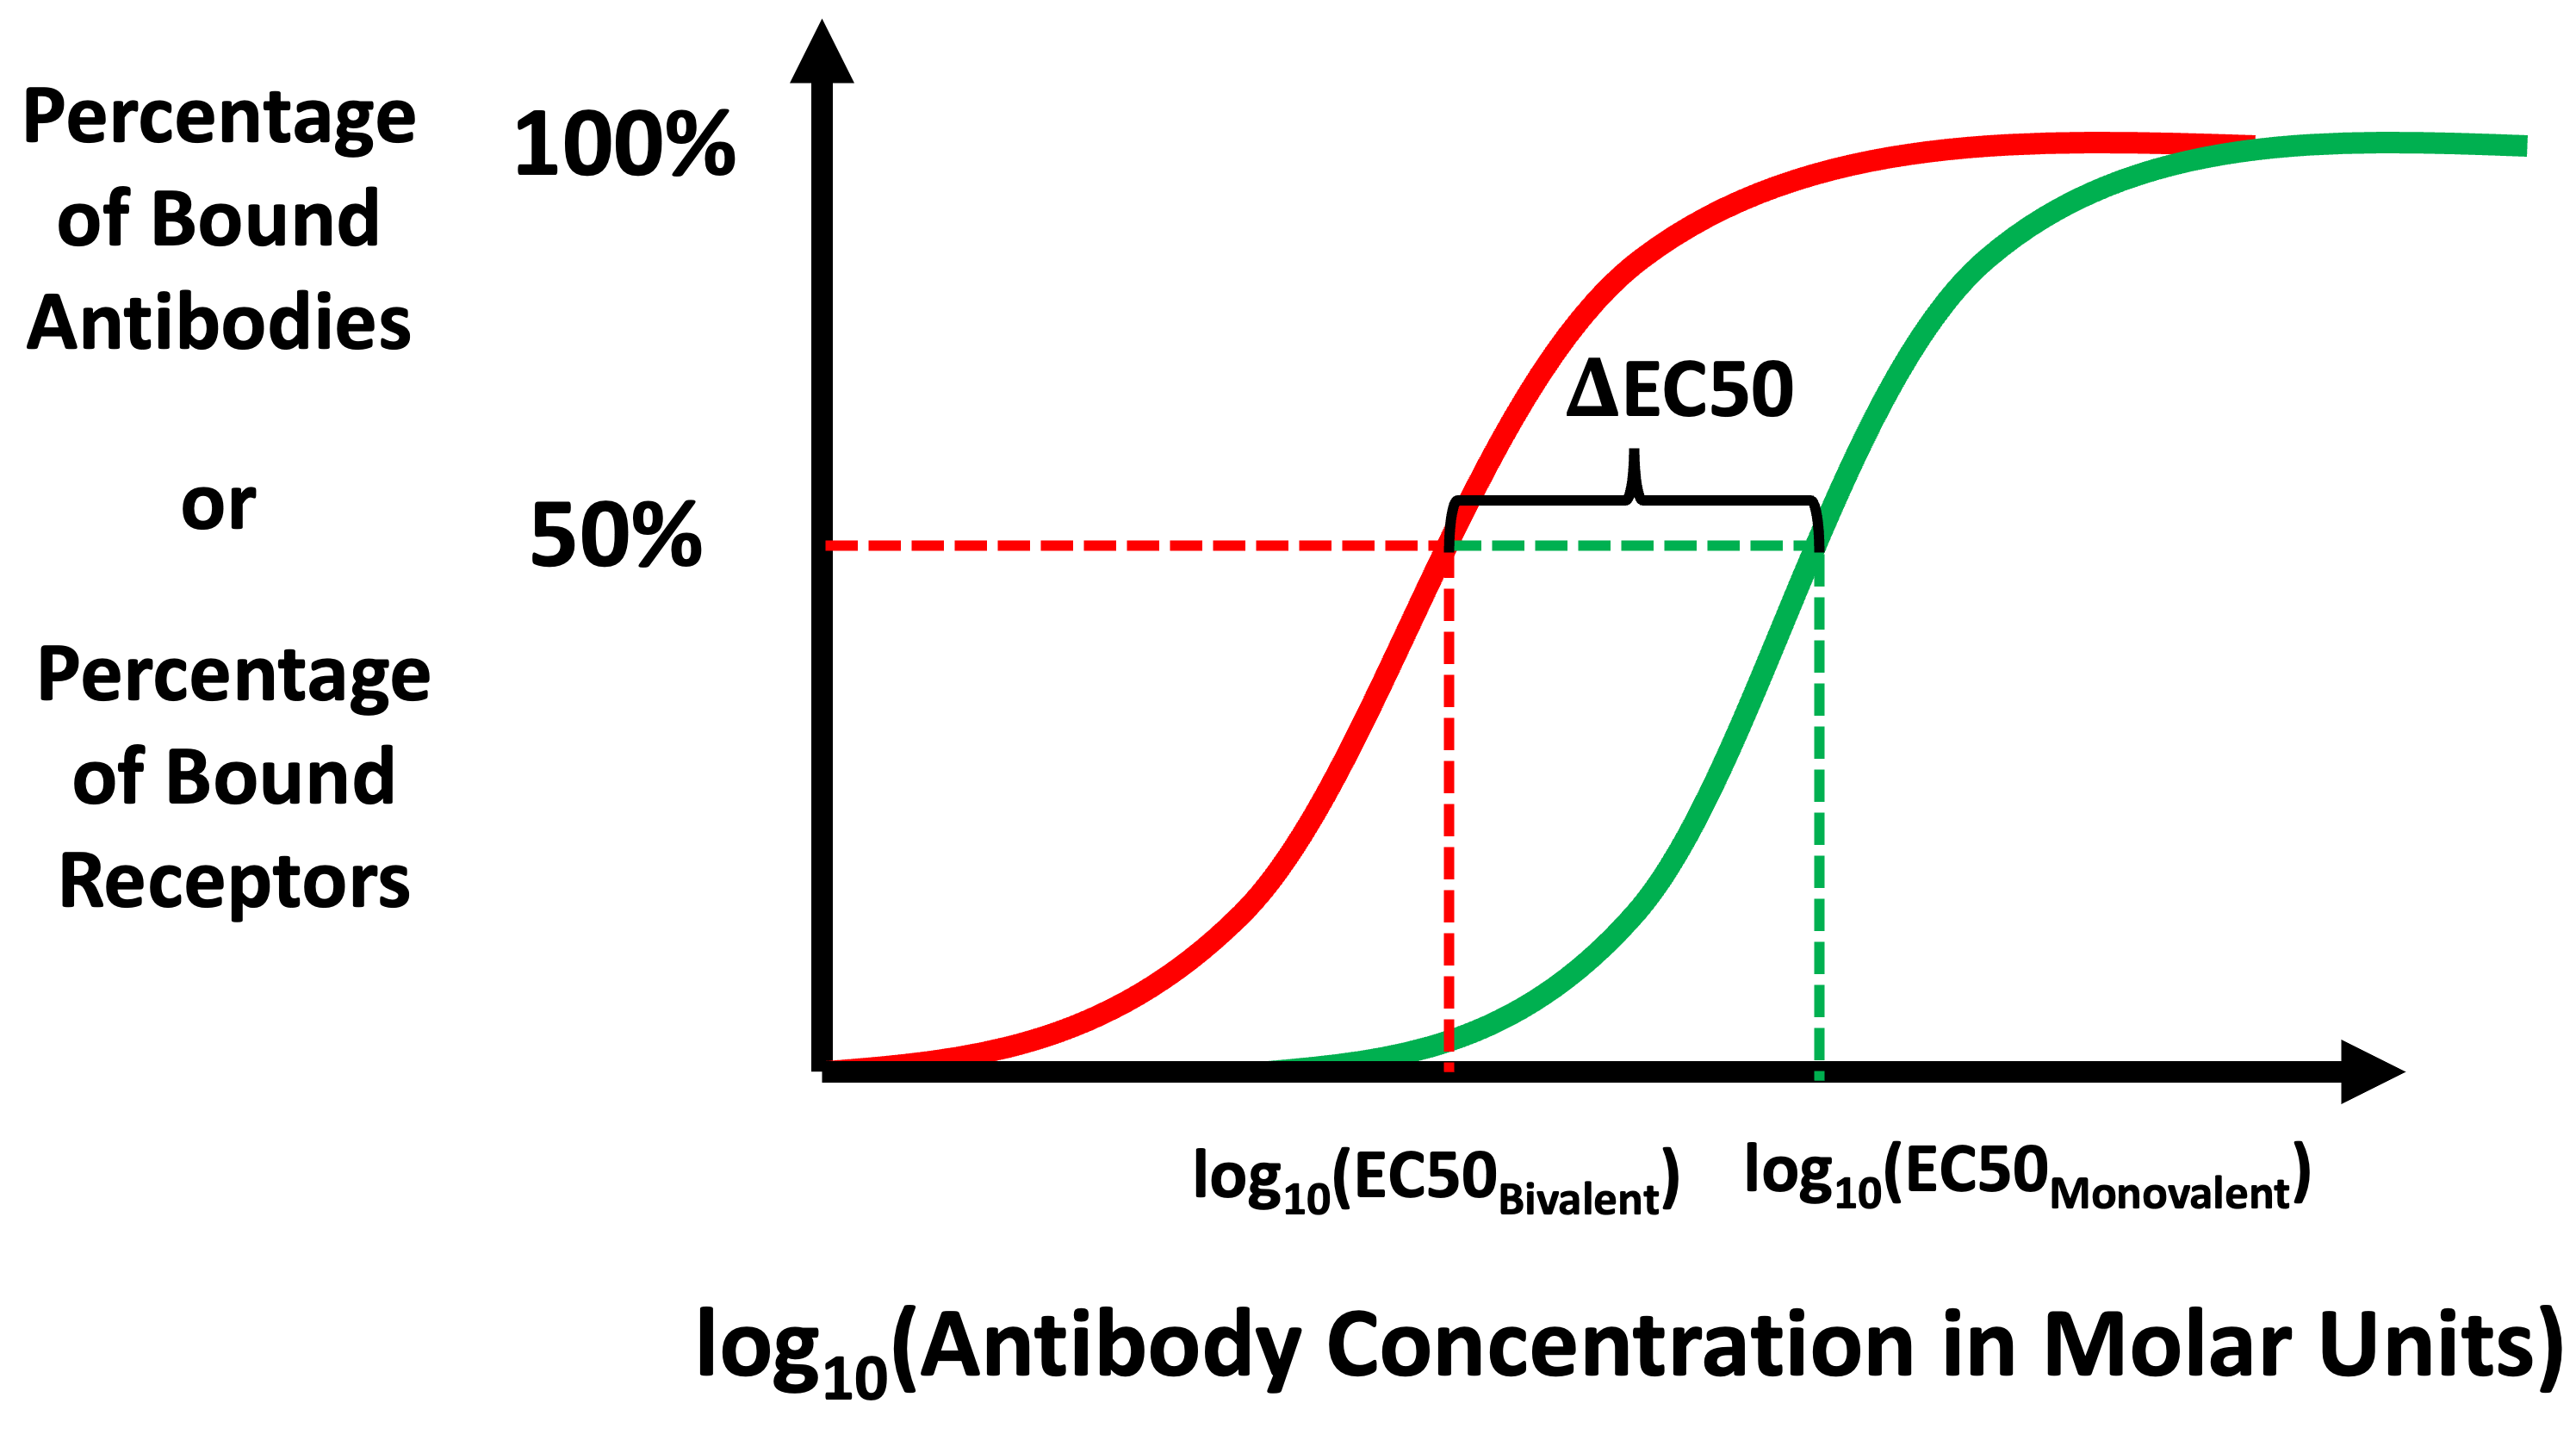 Percentage
of Bound
Antibodies
or
Percentage
of Bound
Receptors
100%
50%
ΔEC50
log₁₀(EC50Bivalent)
log₁₀(EC50Monovalent)
log₁₀(Antibody Concentration in Molar Units)